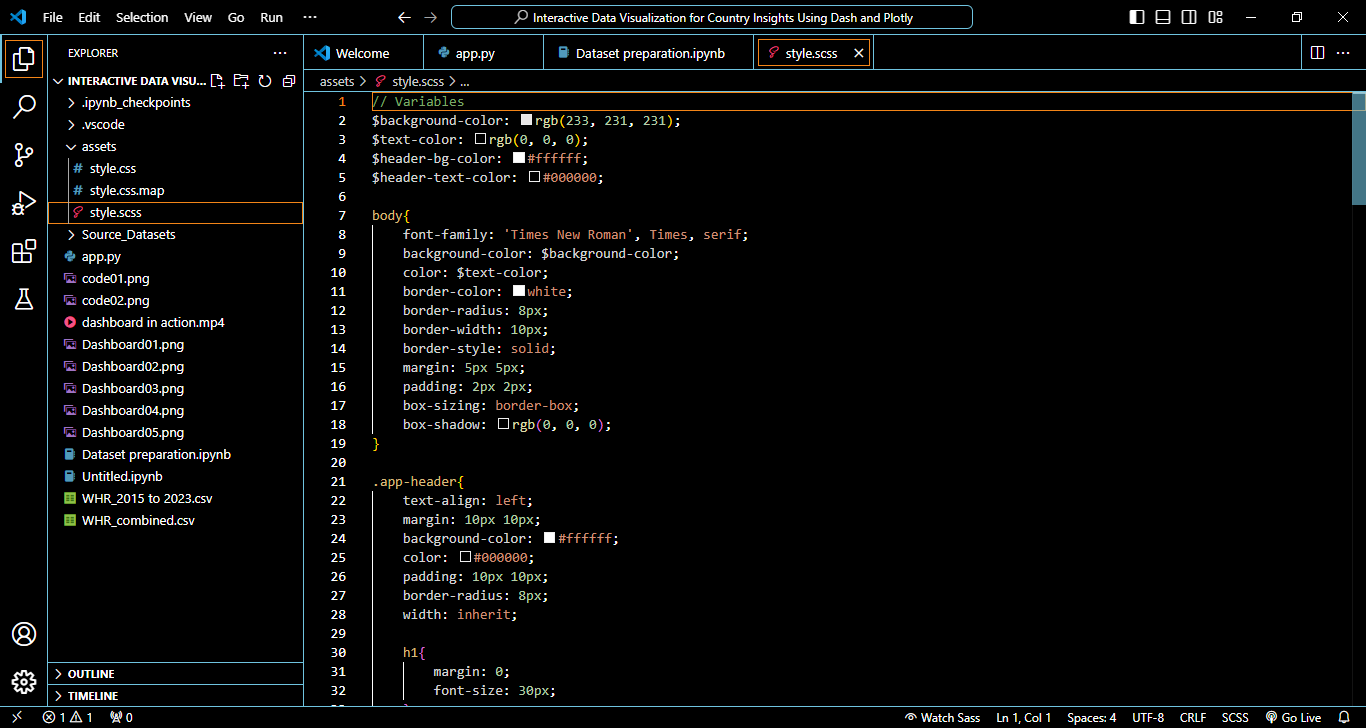 File Edit Selection View Go Run ···
Interactive Data Visualization for Country Insights Using Dash and Plotly
EXPLORER
INTERACTIVE DATA VISU...
.ipynb_checkpoints
.vscode
assets
style.css
style.css.map
style.scss
Source_Datasets
app.py
code01.png
code02.png
dashboard in action.mp4
Dashboard01.png
Dashboard02.png
Dashboard03.png
Dashboard04.png
Dashboard05.png
Dataset preparation.ipynb
Untitled.ipynb
WHR_2015 to 2023.csv
WHR_combined.csv
OUTLINE
TIMELINE
Welcome app.py Dataset preparation.ipynb style.scss
assets > style.scss > ...
1 // Variables
2 $background-color: rgb(233, 231, 231);
3 $text-color: rgb(0, 0, 0);
4 $header-bg-color: #ffffff;
5 $header-text-color: #000000;
6
7 body{
8 font-family: 'Times New Roman', Times, serif;
9 background-color: $background-color;
10 color: $text-color;
11 border-color: white;
12 border-radius: 8px;
13 border-width: 10px;
14 border-style: solid;
15 margin: 5px 5px;
16 padding: 2px 2px;
17 box-sizing: border-box;
18 box-shadow: rgb(0, 0, 0);
19 }
20
21 .app-header{
22 text-align: left;
23 margin: 10px 10px;
24 background-color: #ffffff;
25 color: #000000;
26 padding: 10px 10px;
27 border-radius: 8px;
28 width: inherit;
29
30 h1{
31 margin: 0;
32 font-size: 30px;
1 1 0 Watch Sass Ln 1, Col 1 Spaces: 4 UTF-8 CRLF SCSS Go Live